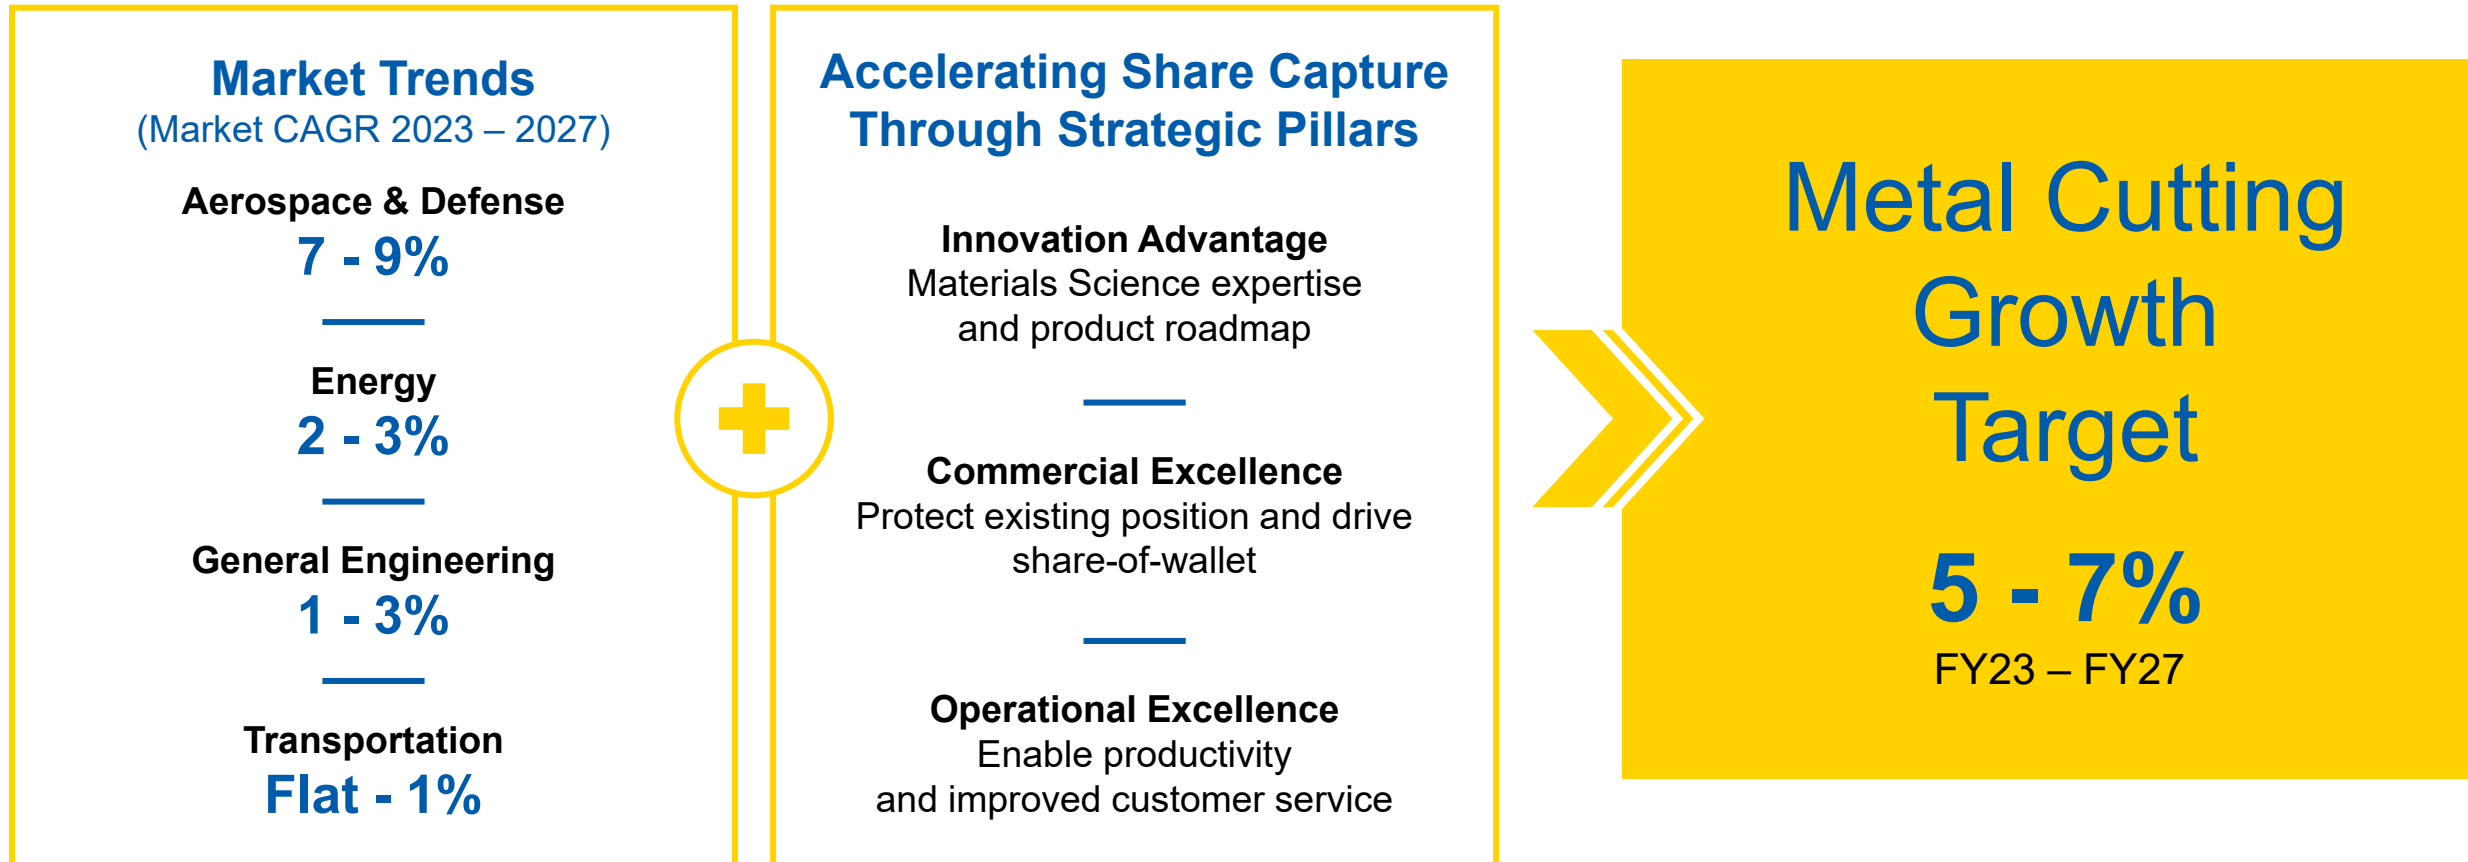 Market Trends
(Market CAGR 2023 – 2027)
Aerospace & Defense
7 - 9%
Energy
2 - 3%
General Engineering
1 - 3%
Transportation
Flat - 1%
Accelerating Share Capture
Through Strategic Pillars
Innovation Advantage
Materials Science expertise
and product roadmap
Commercial Excellence
Protect existing position and drive
share-of-wallet
Operational Excellence
Enable productivity
and improved customer service
Metal Cutting
Growth
Target
5 - 7%
FY23 – FY27